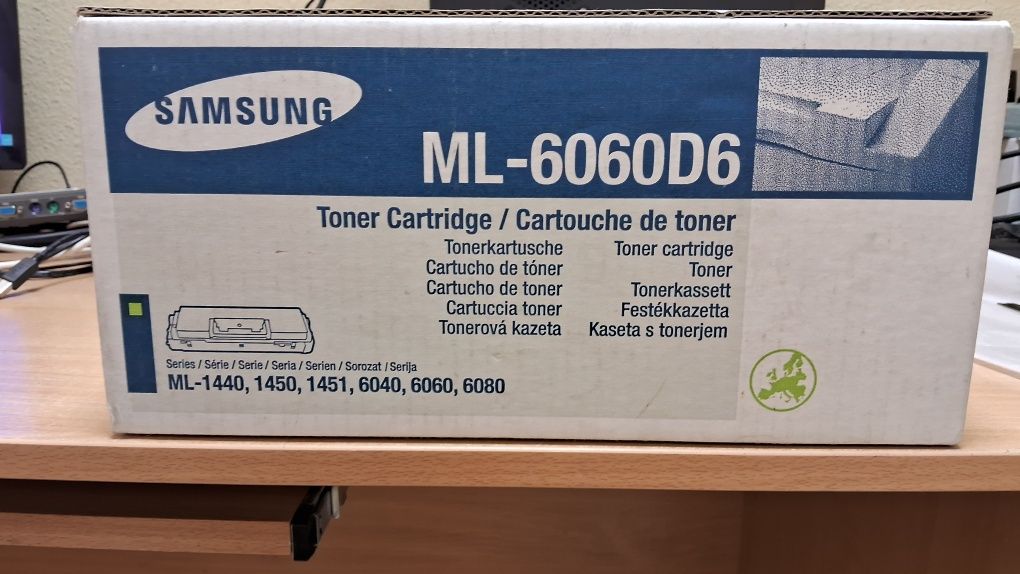 SAMSUNG
ML-6060D6
Toner Cartridge / Cartouche de toner
Tonerkartusche Toner cartridge
Cartucho de tóner Toner
Cartucho de toner Tonerkassett
Cartuccia toner Festékkazetta
Tonerová kazeta Kaseta s tonerjem
Series / Série / Serie / Seria / Serien / Sorozat / Serija
ML-1440, 1450, 1451, 6040, 6060, 6080